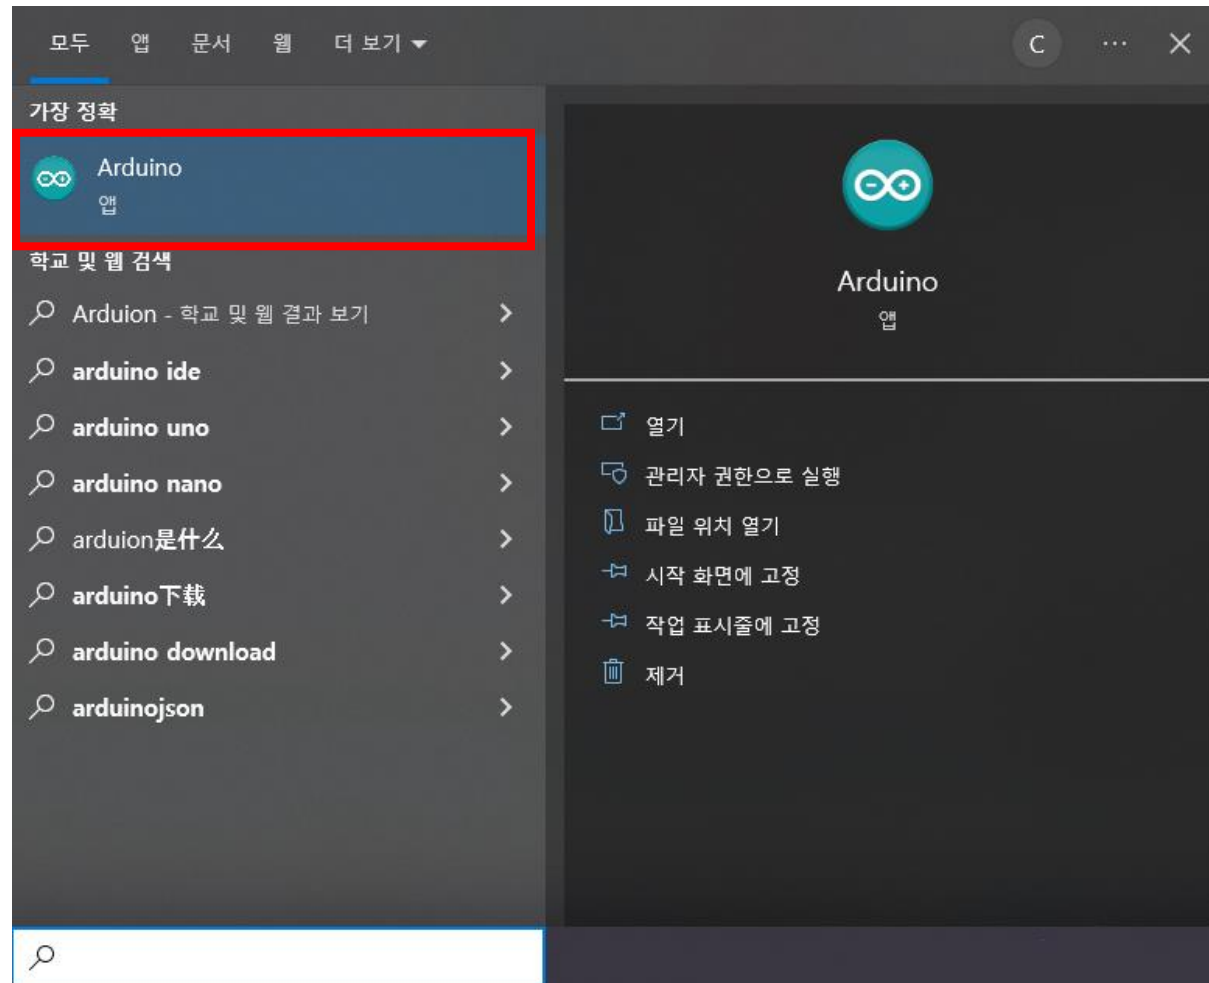 모두 앱 문서 웹 더 보기 C ···
가장 정확
Arduino
앱
학교 및 웹 검색
Arduion - 학교 및 웹 결과 보기
arduino ide
arduino uno
arduino nano
arduion是什么
arduino下载
arduino download
arduinojson
Arduino
앱
열기
관리자 권한으로 실행
파일 위치 열기
시작 화면에 고정
작업 표시줄에 고정
제거